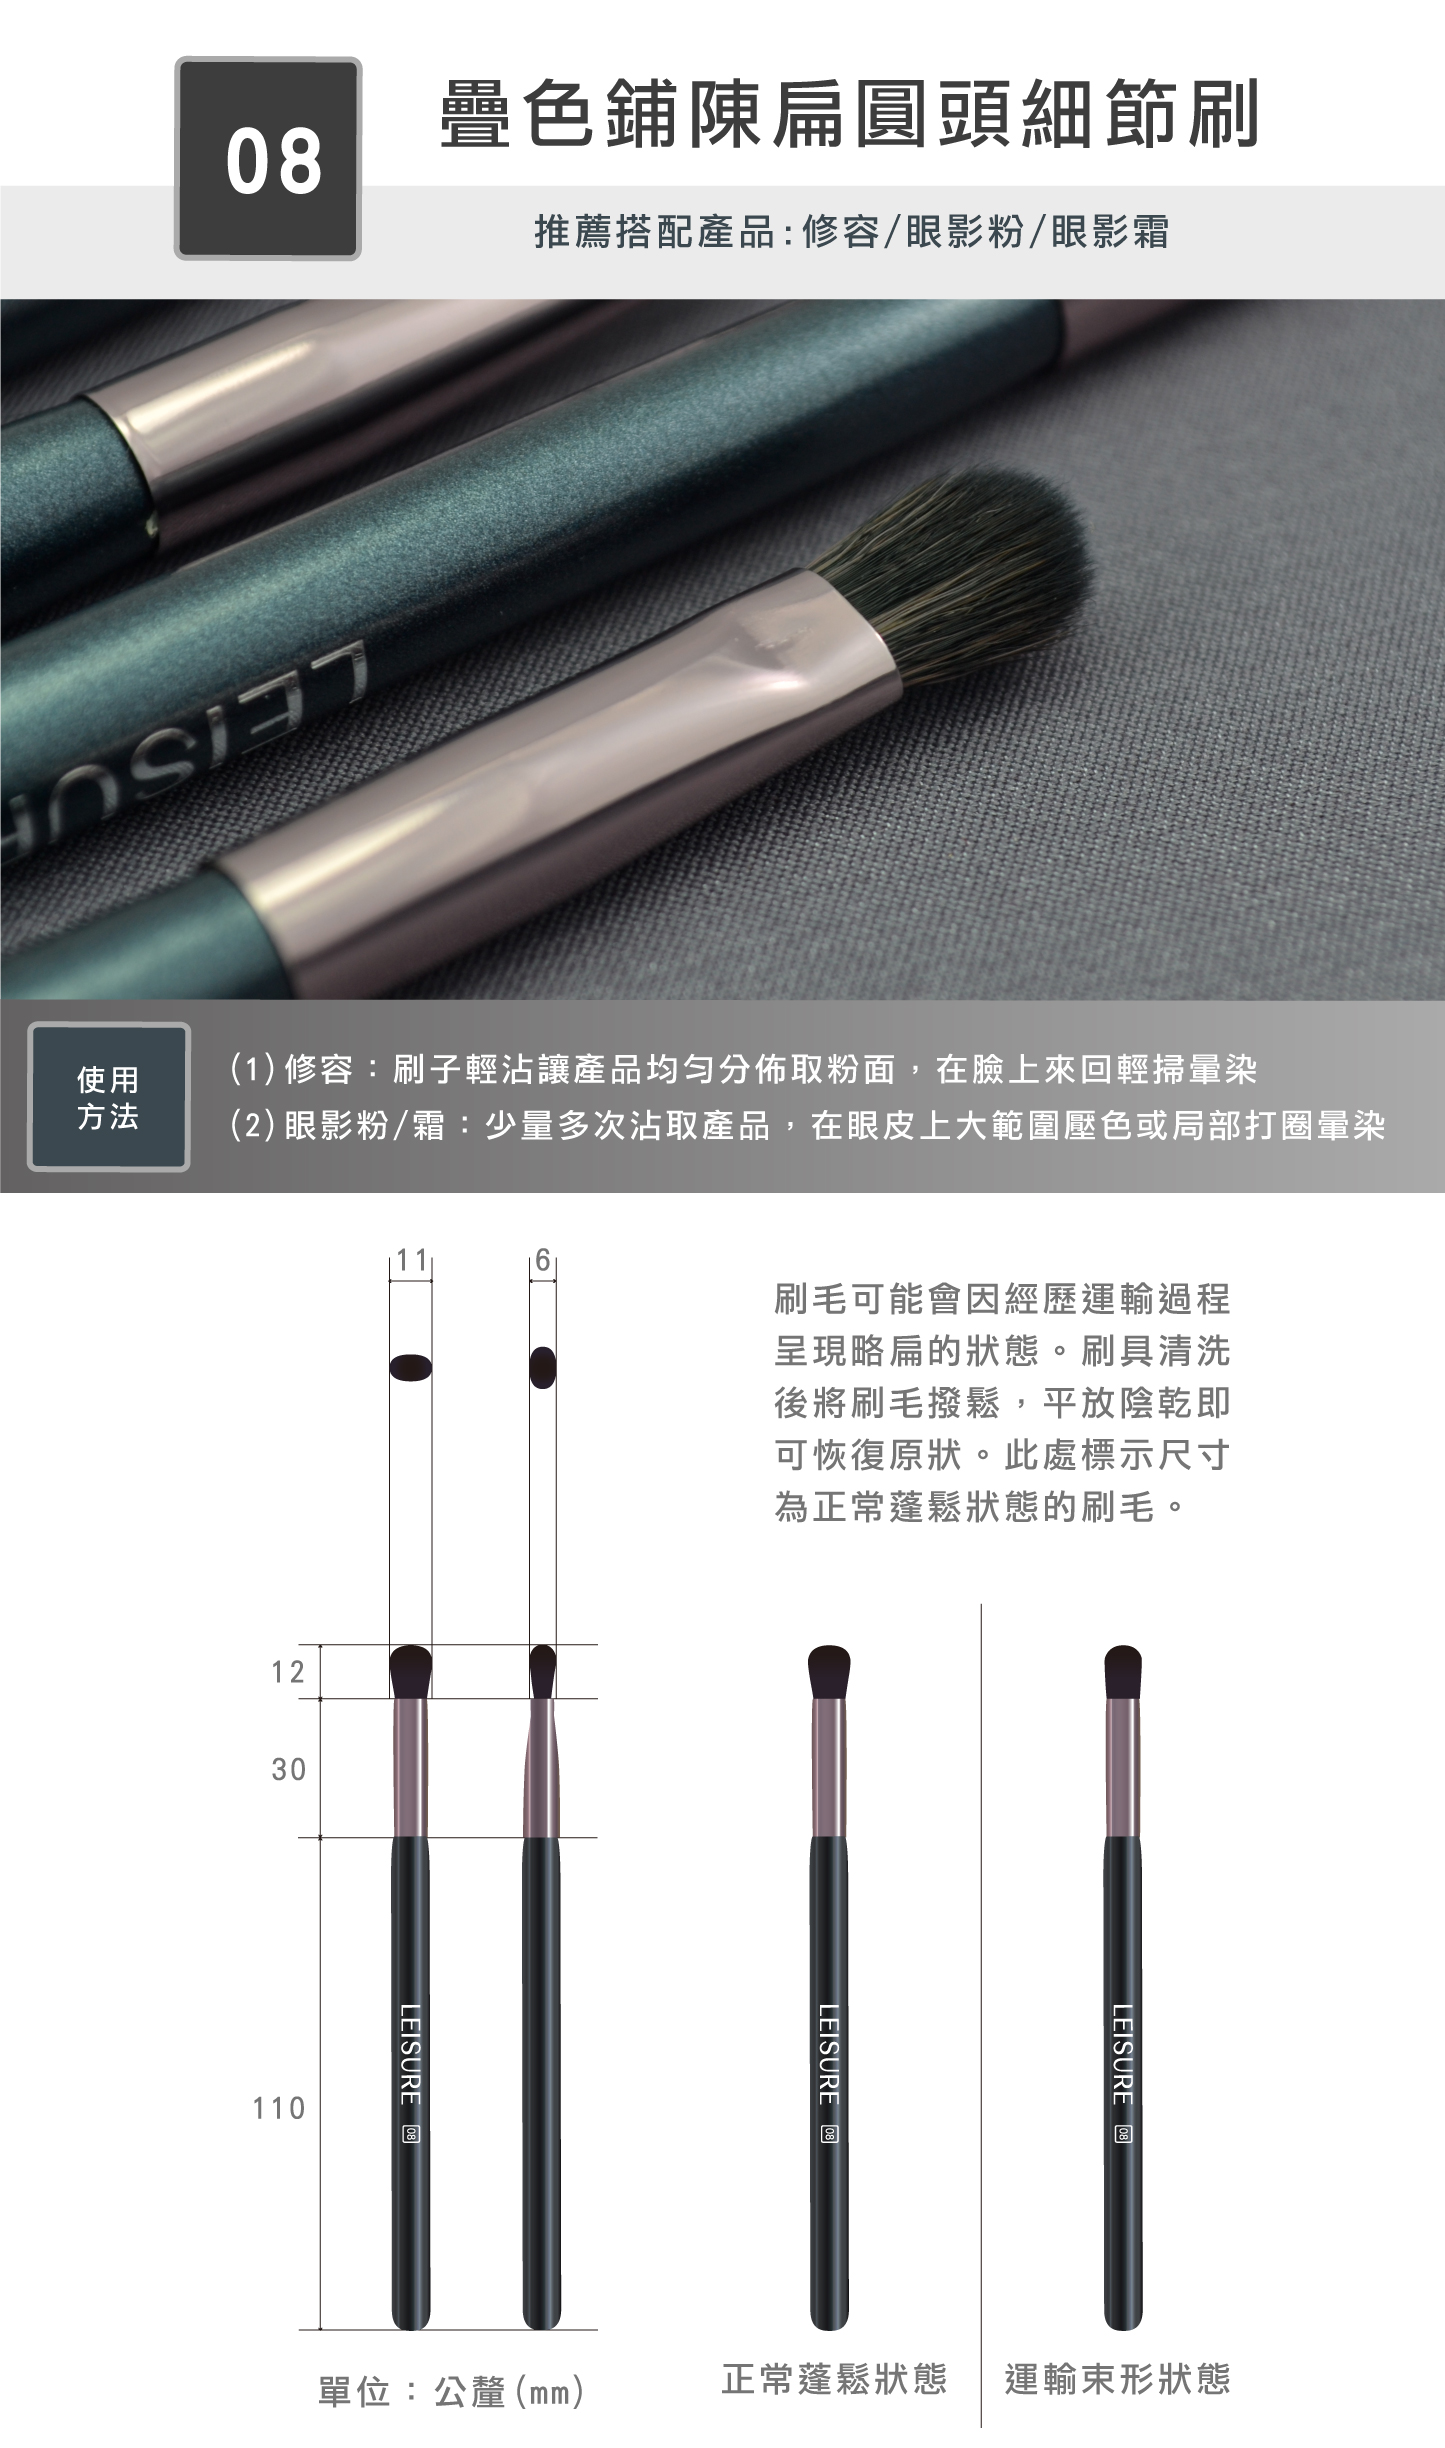 08
疊色鋪陳扁圓頭細節刷
推薦搭配產品:修容/眼影粉/眼影霜
LEISUR
使用
方法
(1)修容：刷子輕沾讓產品均勻分佈取粉面，在臉上來回輕掃暈染
(2)眼影粉/霜：少量多次沾取產品，在眼皮上大範圍壓色或局部打圈暈染
11
6
刷毛可能會因經歷運輸過程
呈現略扁的狀態。刷具清洗
後將刷毛撥鬆，平放陰乾即
可恢復原狀。此處標示尺寸
為正常蓬鬆狀態的刷毛。
12
30
110
LEISURE 08
LEISURE 08
LEISURE 08
單位：公釐(mm)
正常蓬鬆狀態
運輸束形狀態